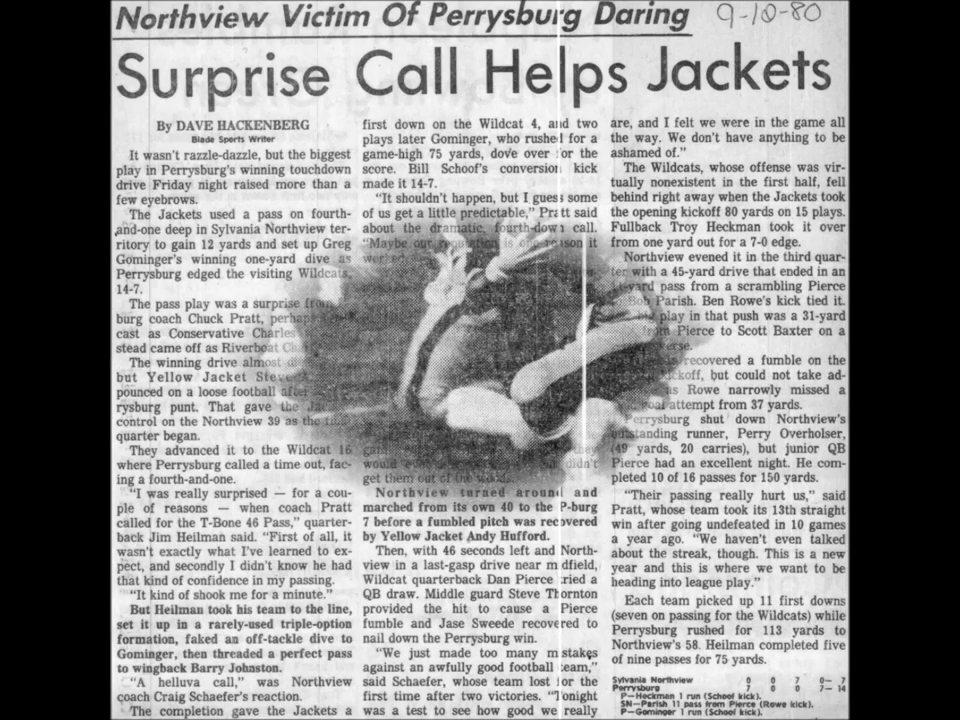 Northview Victim Of Perrysburg Daring
9-10-80
Surprise Call Helps Jackets
By DAVE HACKENBERG
Blade Sports Writer
It wasn't razzle-dazzle, but the biggest
play in Perrysburg's winning touchdown
drive Friday night raised more than a
few eyebrows.
The Jackets used a pass on fourth-
and-one deep in Sylvania Northview ter-
ritory to gain 12 yards and set up Greg
Gominger's winning one-yard dive as
Perrysburg edged the visiting Wildcats,
14-7.
The pass play was a surprise from
burg coach Chuck Pratt, perhaps
cast as Conservative Charles
stead came off as Riverboat
The winning drive almost
but Yellow Jacket Steve
pounced on a loose football after
rysburg punt. That gave the
control on the Northview 39 as the
quarter began.
They advanced it to the Wildcat 16
where Perrysburg called a time out, fac-
ing a fourth-and-one.
"I was really surprised — for a cou-
ple of reasons — when coach Pratt
called for the T-Bone 46 Pass," quarter-
back Jim Heilman said. "First of all, it
wasn't exactly what I've learned to ex-
pect, and secondly I didn't know he had
that kind of confidence in my passing.
"It kind of shook me for a minute."
But Heilman took his team to the line,
set it up in a rarely-used triple-option
formation, faked an off-tackle dive to
Gominger, then threaded a perfect pass
to wingback Barry Johnston.
"A helluva call," was Northview
coach Craig Schaefer's reaction.
The completion gave the Jackets a
first down on the Wildcat 4, and two
plays later Gominger, who rushed for a
game-high 75 yards, dove over for the
score. Bill Schoof's conversion kick
made it 14-7.
"It shouldn't happen, but I guess some
of us get a little predictable," Pratt said
about the dramatic, fourth-down call.
"Maybe our reputation is one reason it
worked.
would didn't
get them out of the woods.
Northview turned around and
marched from its own 40 to the P-burg
7 before a fumbled pitch was recovered
by Yellow Jacket Andy Hufford.
Then, with 46 seconds left and North-
view in a last-gasp drive near midfield,
Wildcat quarterback Dan Pierce tried a
QB draw. Middle guard Steve Thornton
provided the hit to cause a Pierce
fumble and Jase Sweede recovered to
nail down the Perrysburg win.
"We just made too many mistakes
against an awfully good football team,"
said Schaefer, whose team lost for the
first time after two victories. "Tonight
was a test to see how good we really
are, and I felt we were in the game all
the way. We don't have anything to be
ashamed of."
The Wildcats, whose offense was vir-
tually nonexistent in the first half, fell
behind right away when the Jackets took
the opening kickoff 80 yards on 15 plays.
Fullback Troy Heckman took it over
from one yard out for a 7-0 edge.
Northview evened it in the third quar-
ter with a 45-yard drive that ended in an
yard pass from a scrambling Pierce
Bob Parish. Ben Rowe's kick tied it.
play in that push was a 31-yard
from Pierce to Scott Baxter on a
recovered a fumble on the
kickoff, but could not take ad-
as Rowe narrowly missed a
goal attempt from 37 yards.
Perrysburg shut down Northview's
outstanding runner, Perry Overholser,
(49 yards, 20 carries), but junior QB
Pierce had an excellent night. He com-
pleted 10 of 16 passes for 150 yards.
"Their passing really hurt us," said
Pratt, whose team took its 13th straight
win after going undefeated in 10 games
a year ago. "We haven't even talked
about the streak, though. This is a new
year and this is where we want to be
heading into league play."
Each team picked up 11 first downs
(seven on passing for the Wildcats) while
Perrysburg rushed for 113 yards to
Northview's 58. Heilman completed five
of nine passes for 75 yards.
Sylvania Northview 0 0 7 0— 7
Perrysburg 7 0 0 7— 14
P—Heckman 1 run (Schoof kick).
SN—Parish 11 pass from Pierce (Rowe kick).
P—Gominger 1 run (Schoof kick).